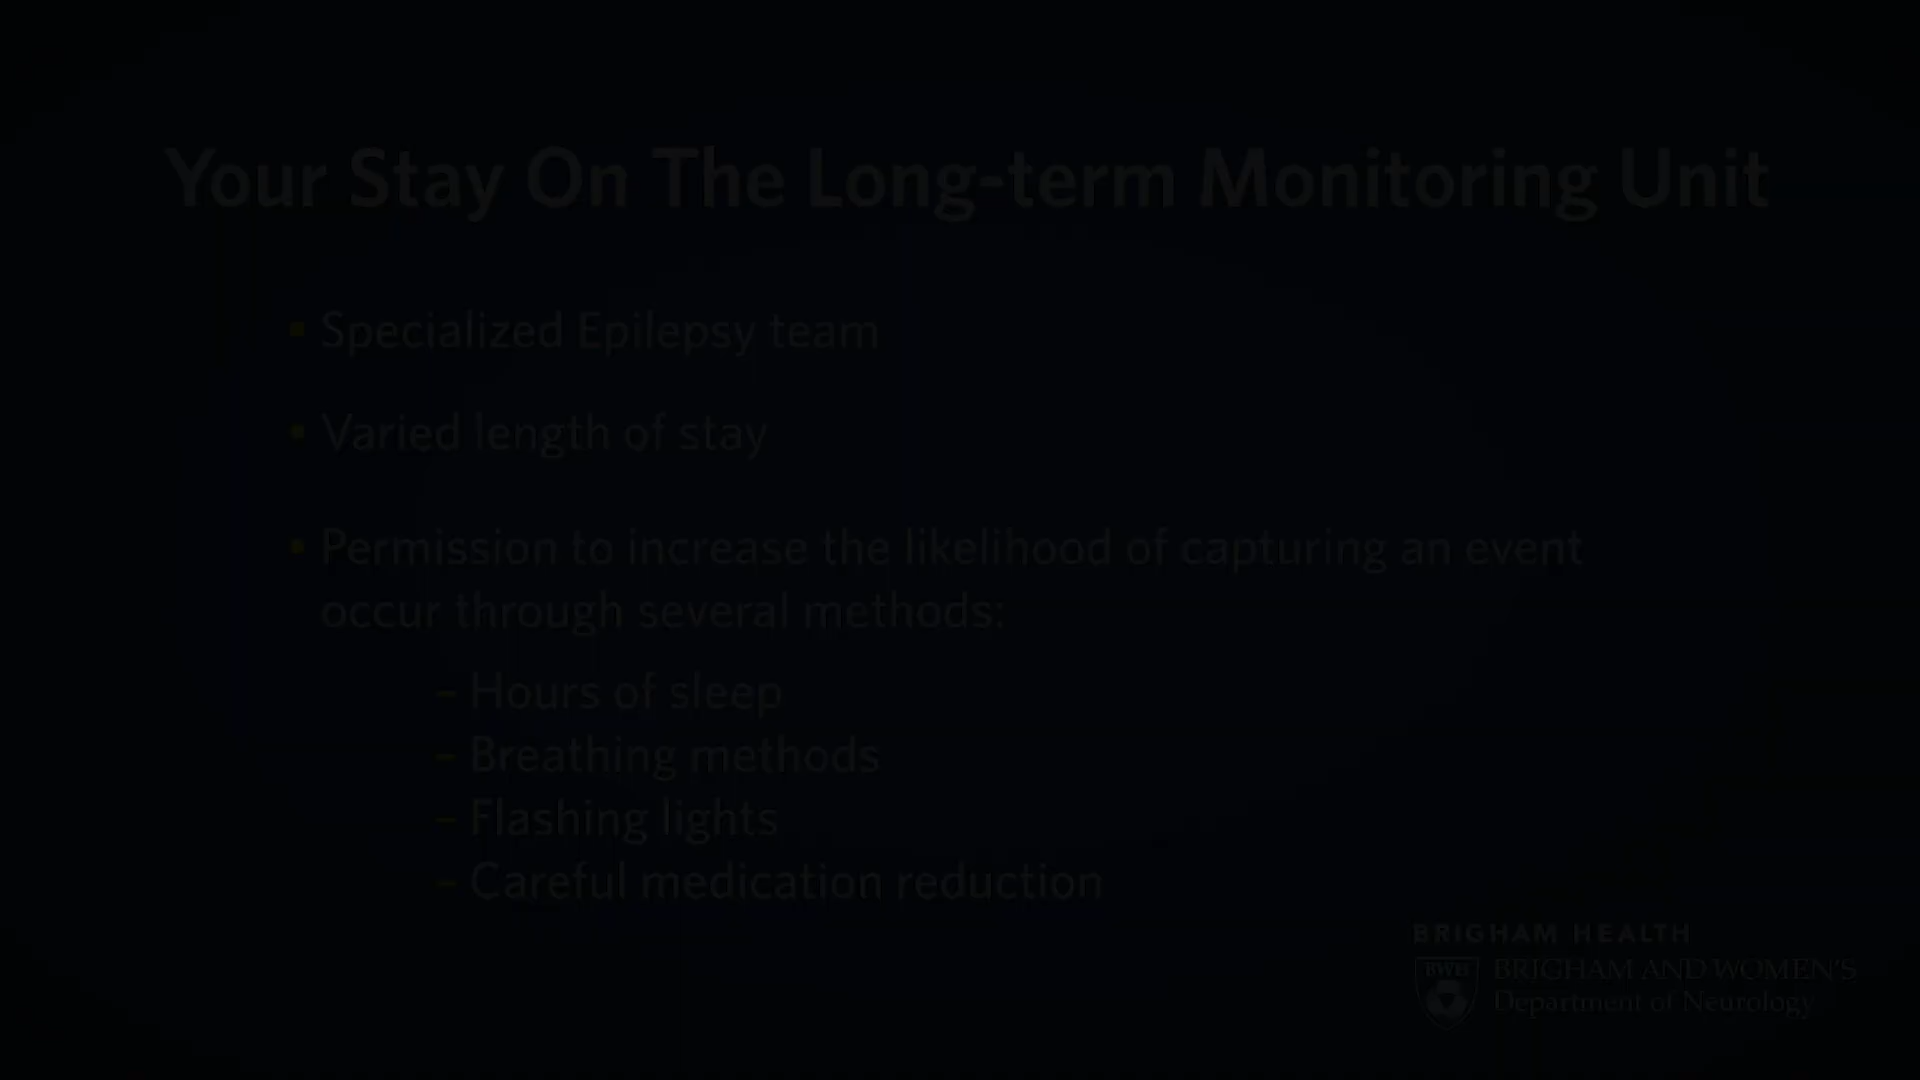 Your Stay On The Long-term Monitoring Unit
▪ Specialized Epilepsy team
▪ Varied length of stay
▪ Permission to increase the likelihood of capturing an event
occur through several methods:
– Hours of sleep
– Breathing methods
– Flashing lights
– Careful medication reduction
BRIGHAM HEALTH
BWH
BRIGHAM AND WOMEN'S
Department of Neurology